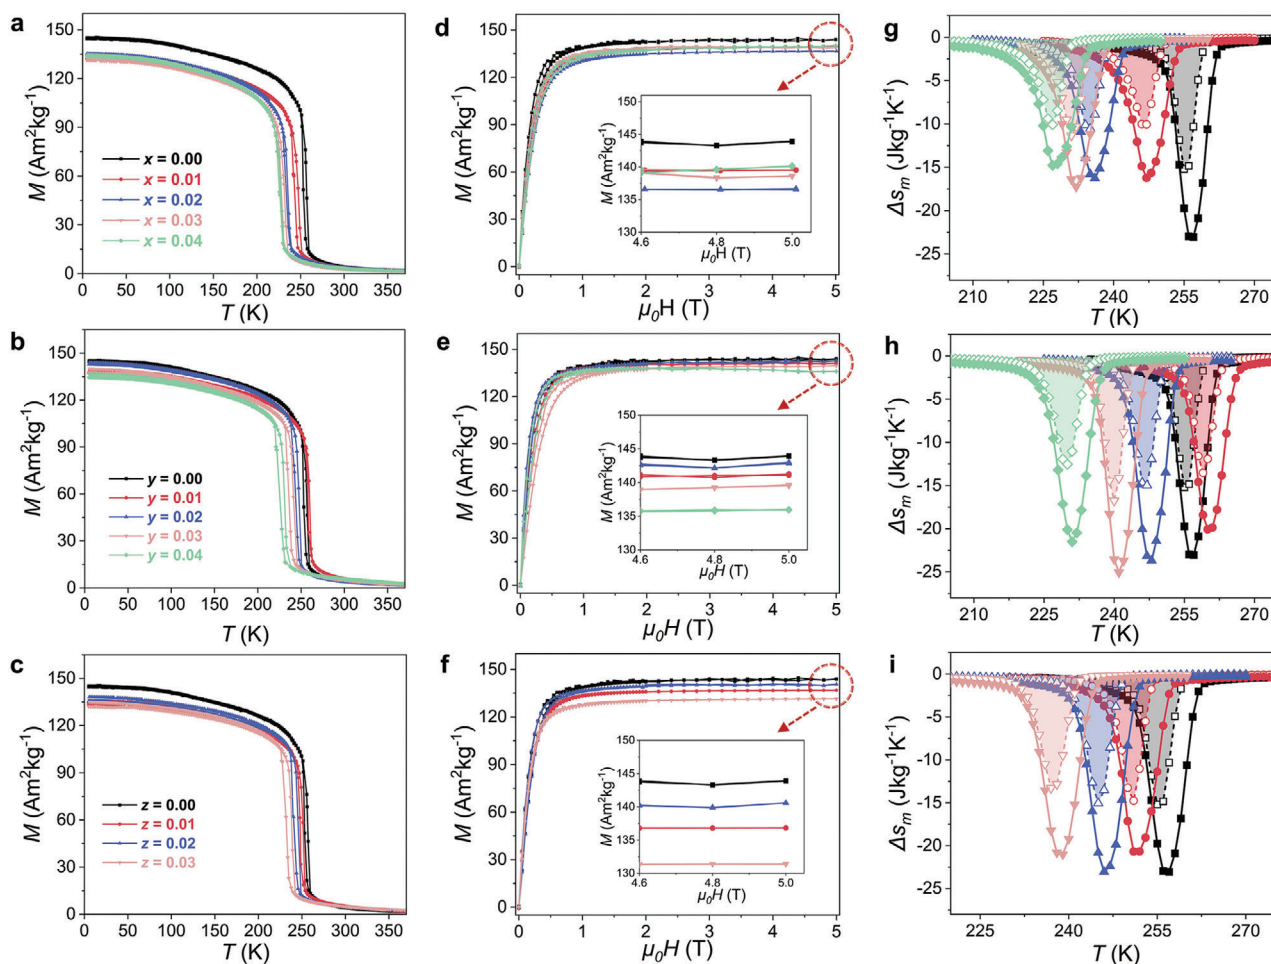 a
M (Am²kg⁻¹)
150
120
90
60
30
0
x = 0.00
x = 0.01
x = 0.02
x = 0.03
x = 0.04
0 50 100 150 200 250 300 350
T (K)
d
M (Am²kg⁻¹)
150
120
90
60
30
0
M (Am²kg⁻¹)
150
145
140
135
130
4.6 4.8 5.0
μ₀H (T)
0 1 2 3 4 5
μ₀H (T)
g
Δsₘ (Jkg⁻¹K⁻¹)
0
-5
-10
-15
-20
-25
210 225 240 255 270
T (K)
b
M (Am²kg⁻¹)
150
120
90
60
30
0
y = 0.00
y = 0.01
y = 0.02
y = 0.03
y = 0.04
0 50 100 150 200 250 300 350
T (K)
e
M (Am²kg⁻¹)
150
120
90
60
30
0
M (Am²kg⁻¹)
150
145
140
135
130
4.6 4.8 5.0
μ₀H (T)
0 1 2 3 4 5
μ₀H (T)
h
Δsₘ (Jkg⁻¹K⁻¹)
0
-5
-10
-15
-20
-25
210 225 240 255 270
T (K)
c
M (Am²kg⁻¹)
150
120
90
60
30
0
z = 0.00
z = 0.01
z = 0.02
z = 0.03
0 50 100 150 200 250 300 350
T (K)
f
M (Am²kg⁻¹)
150
120
90
60
30
0
M (Am²kg⁻¹)
150
145
140
135
130
4.6 4.8 5.0
μ₀H (T)
0 1 2 3 4 5
μ₀H (T)
i
Δsₘ (Jkg⁻¹K⁻¹)
0
-5
-10
-15
-20
-25
225 240 255 270
T (K)